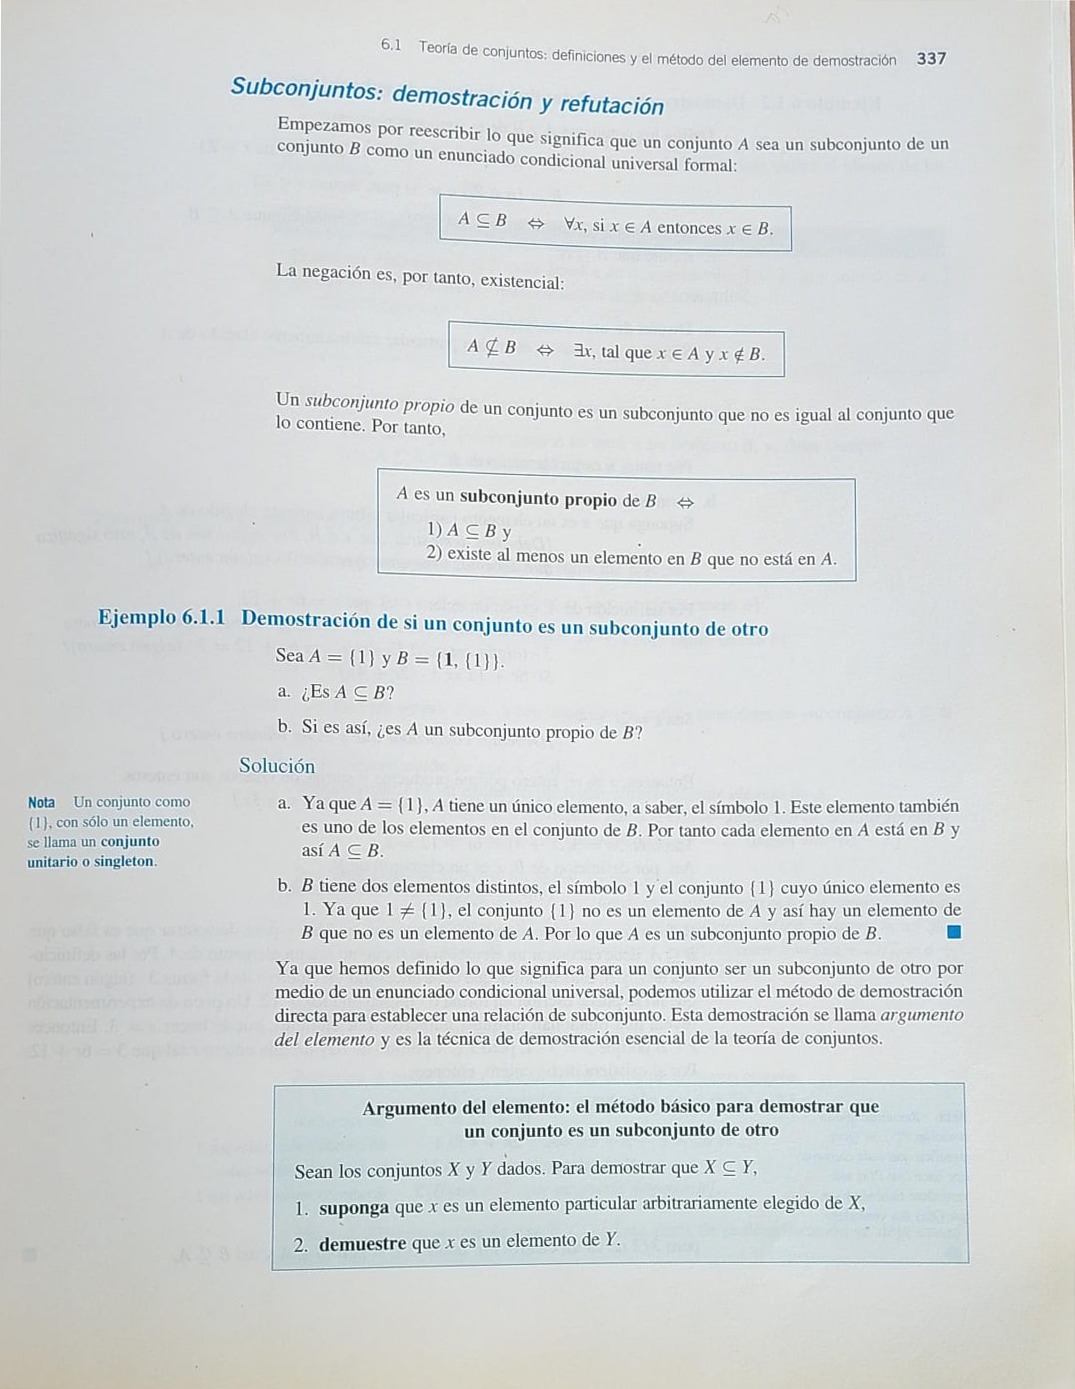 6.1 Teoría de conjuntos: definiciones y el método del elemento de demostración 337
Subconjuntos: demostración y refutación
Empezamos por reescribir lo que significa que un conjunto A sea un subconjunto de un
conjunto B como un enunciado condicional universal formal:
A ⊆ B ⇔ ∀x, si x ∈ A entonces x ∈ B.
La negación es, por tanto, existencial:
A ⊈ B ⇔ ∃x, tal que x ∈ A y x ∉ B.
Un subconjunto propio de un conjunto es un subconjunto que no es igual al conjunto que
lo contiene. Por tanto,
A es un subconjunto propio de B ⇔
1) A ⊆ B y
2) existe al menos un elemento en B que no está en A.
Ejemplo 6.1.1 Demostración de si un conjunto es un subconjunto de otro
Sea A = {1} y B = {1, {1}}.
a. ¿Es A ⊆ B?
b. Si es así, ¿es A un subconjunto propio de B?
Solución
Nota Un conjunto como
{1}, con sólo un elemento,
se llama un conjunto
unitario o singleton.
a. Ya que A = {1}, A tiene un único elemento, a saber, el símbolo 1. Este elemento también
es uno de los elementos en el conjunto de B. Por tanto cada elemento en A está en B y
así A ⊆ B.
b. B tiene dos elementos distintos, el símbolo 1 y el conjunto {1} cuyo único elemento es
1. Ya que 1 ≠ {1}, el conjunto {1} no es un elemento de A y así hay un elemento de
B que no es un elemento de A. Por lo que A es un subconjunto propio de B.
Ya que hemos definido lo que significa para un conjunto ser un subconjunto de otro por
medio de un enunciado condicional universal, podemos utilizar el método de demostración
directa para establecer una relación de subconjunto. Esta demostración se llama argumento
del elemento y es la técnica de demostración esencial de la teoría de conjuntos.
Argumento del elemento: el método básico para demostrar que
un conjunto es un subconjunto de otro
Sean los conjuntos X y Y dados. Para demostrar que X ⊆ Y,
1. suponga que x es un elemento particular arbitrariamente elegido de X,
2. demuestre que x es un elemento de Y.